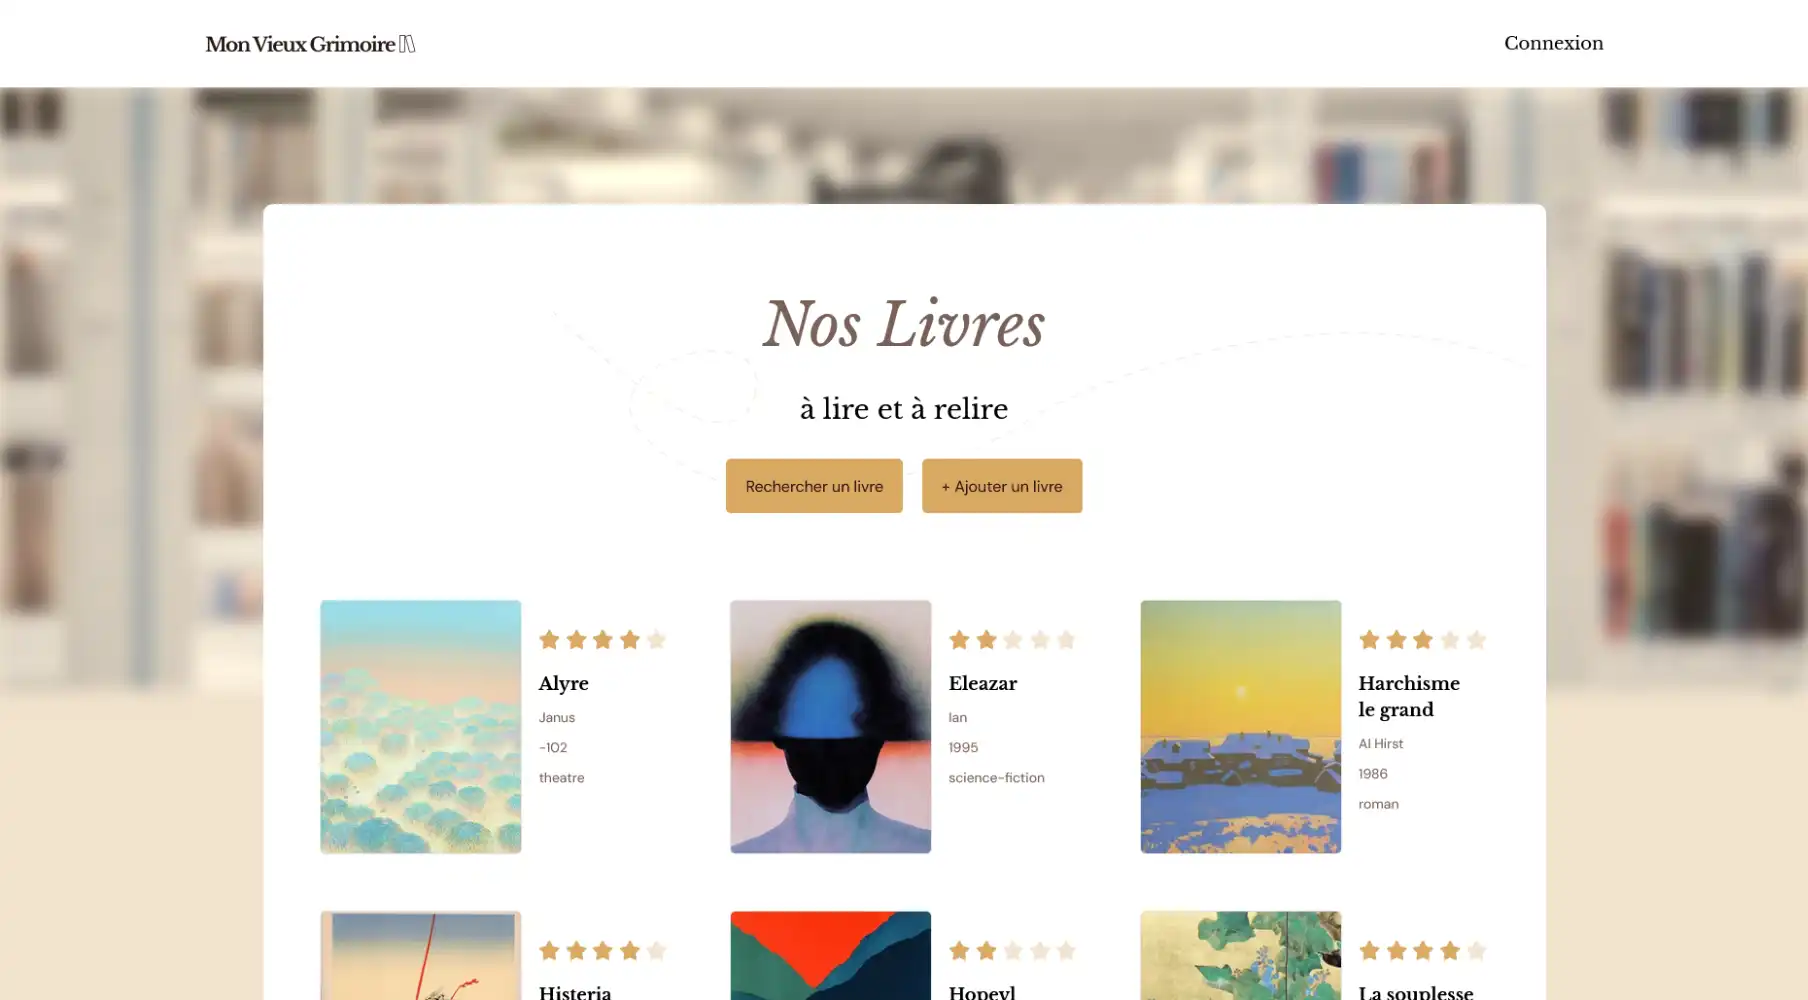 Mon Vieux Grimoire
Connexion
Nos Livres
à lire et à relire
Rechercher un livre
+ Ajouter un livre
Alyre
Janus
-102
theatre
Eleazar
Ian
1995
science-fiction
Harchisme
le grand
Al Hirst
1986
roman
Histeria
Hopeyl
La souplesse